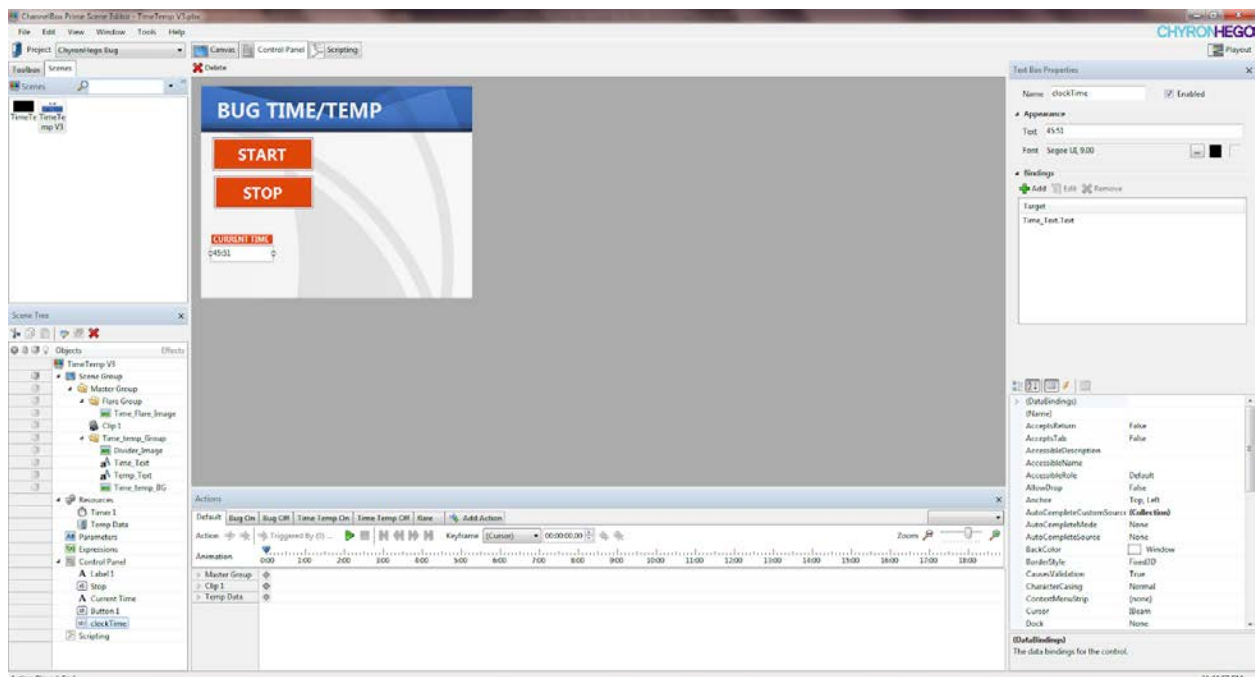 ChannelBox Prime Scene Editor - TimeTemp V3.pbx
File Edit View Window Tools Help
CHYRONHEGO
Project ChyronHego Bug Canvas Control Panel Scripting Playout
Toolbox Scenes Delete
Scenes
TimeTe TimeTe
mp V3
BUG TIME/TEMP
START
STOP
CURRENT TIME
45:51
Text Box Properties
Name clockTime Enabled
Appearance
Text 45:51
Font Segoe UI, 9.00
Bindings
Add Edit Remove
Target
Time_Text.Text
Scene Tree
Objects Effects
TimeTemp V3
Scene Group
Master Group
Flare Group
Time_Flare_Image
Clip 1
Time_temp_Group
Divider_Image
Time_Text
Temp_Text
Time_temp_BG
Resources
Timer 1
Temp Data
Parameters
Expressions
Control Panel
Label 1
Stop
Current Time
Button 1
clockTime
Scripting
Actions
Default Bug On Bug Off Time Temp On Time Temp Off flare Add Action
Action Triggered By (0) ... Keyframe (Cursor) 00:00:00.00 Zoom
Animation
0:00 1:00 2:00 3:00 4:00 5:00 6:00 7:00 8:00 9:00 10:00 11:00 12:00 13:00 14:00 15:00 16:00 17:00 18:00
Master Group
Clip 1
Temp Data
(DataBindings)
(Name)
AcceptsReturn False
AcceptsTab False
AccessibleDescription
AccessibleName
AccessibleRole Default
AllowDrop False
Anchor Top, Left
AutoCompleteCustomSource (Collection)
AutoCompleteMode None
AutoCompleteSource None
BackColor Window
BorderStyle Fixed3D
CausesValidation True
CharacterCasing Normal
ContextMenuStrip (none)
Cursor IBeam
Dock None
(DataBindings)
The data bindings for the control.